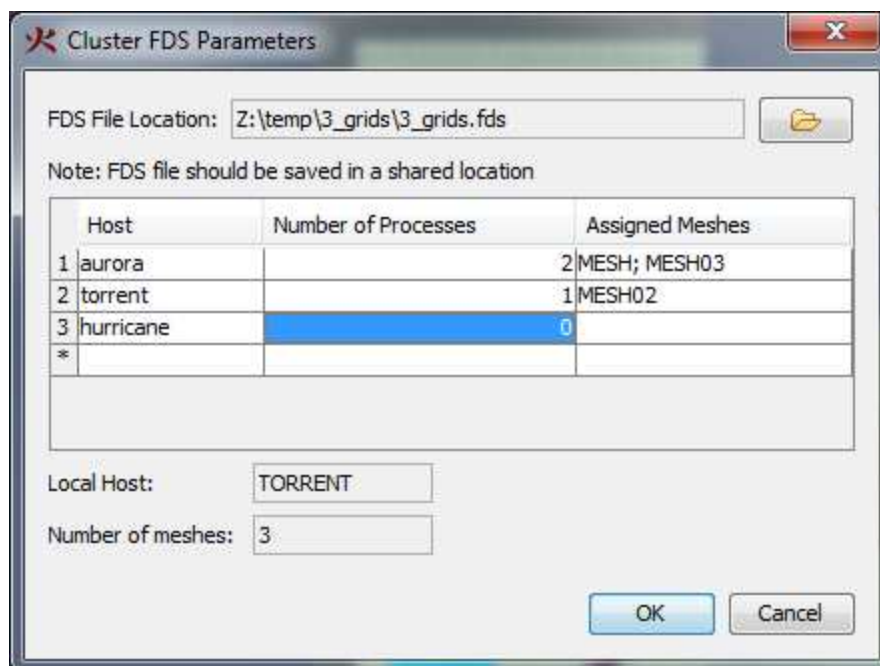 火 Cluster FDS Parameters
FDS File Location: Z:\temp\3_grids\3_grids.fds
Note: FDS file should be saved in a shared location
Host Number of Processes Assigned Meshes
1 aurora 2 MESH; MESH03
2 torrent 1 MESH02
3 hurricane 0
*
Local Host: TORRENT
Number of meshes: 3
OK Cancel